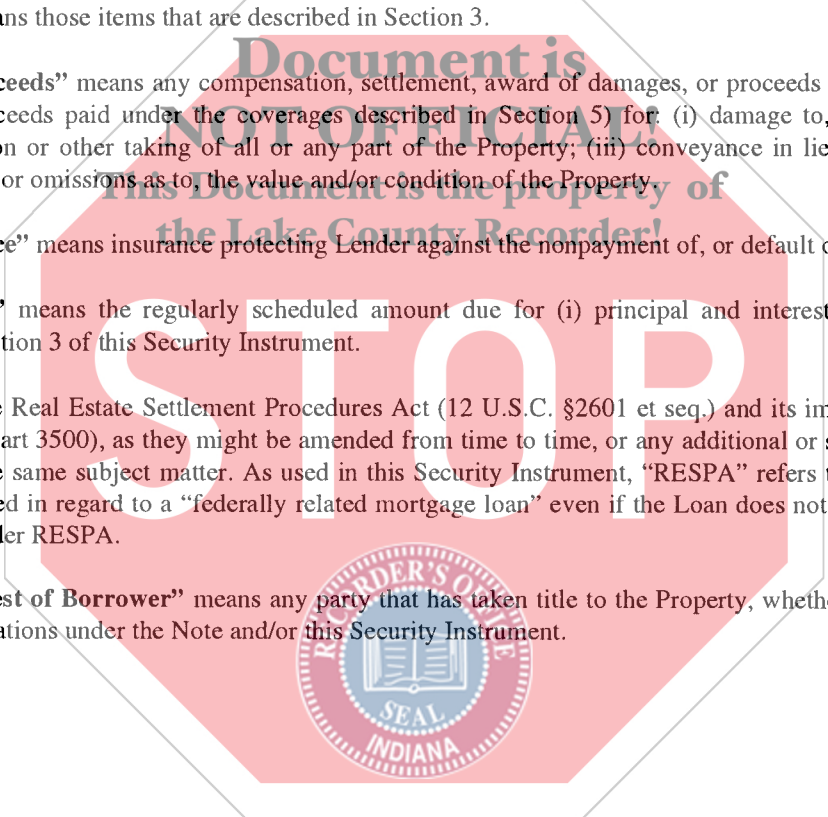 ans those items that are described in Section 3.
Document is
ceeds” means any compensation, settlement, award of damages, or proceeds
ceeds paid under the coverages described in Section 5) for: (i) damage to,
NOT OFFICIAL!
on or other taking of all or any part of the Property; (iii) conveyance in lie
or omissions as to, the value and/or condition of the Property.
This Document is the property of
the Lake County Recorder!
ce” means insurance protecting Lender against the nonpayment of, or default o
” means the regularly scheduled amount due for (i) principal and interest
tion 3 of this Security Instrument.
STOP
e Real Estate Settlement Procedures Act (12 U.S.C. §2601 et seq.) and its im
art 3500), as they might be amended from time to time, or any additional or s
e same subject matter. As used in this Security Instrument, “RESPA” refers t
ed in regard to a “federally related mortgage loan” even if the Loan does not
der RESPA.
est of Borrower” means any party that has taken title to the Property, wheth
ations under the Note and/or this Security Instrument.
RECORDER'S OFFICE
SEAL
INDIANA